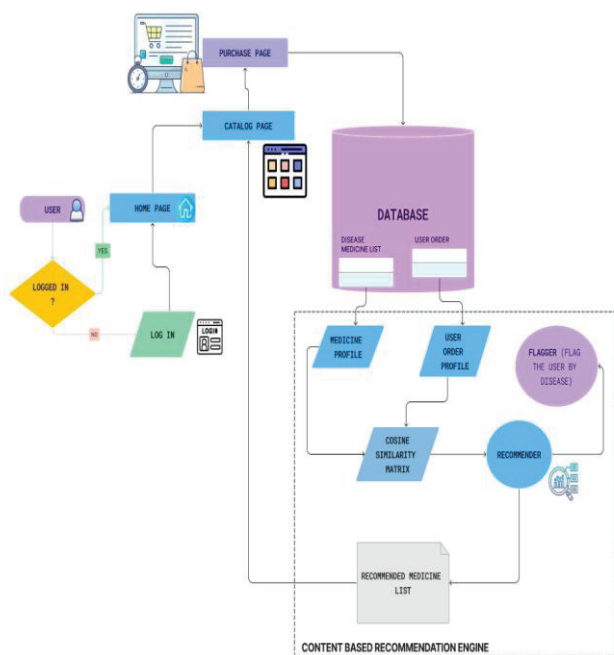 PURCHASE PAGE
CATALOG PAGE
USER
HOME PAGE
YES
LOGGED IN
?
NO
LOG IN
LOGIN
DATABASE
DISEASE
MEDICINE LIST
USER ORDER
MEDICINE
PROFILE
USER
ORDER
PROFILE
FLAGGER (FLAG
THE USER BY
DISEASE)
COSINE
SIMILARITY
MATRIX
RECOMMENDER
RECOMMENDED MEDICINE
LIST
CONTENT BASED RECOMMENDATION ENGINE